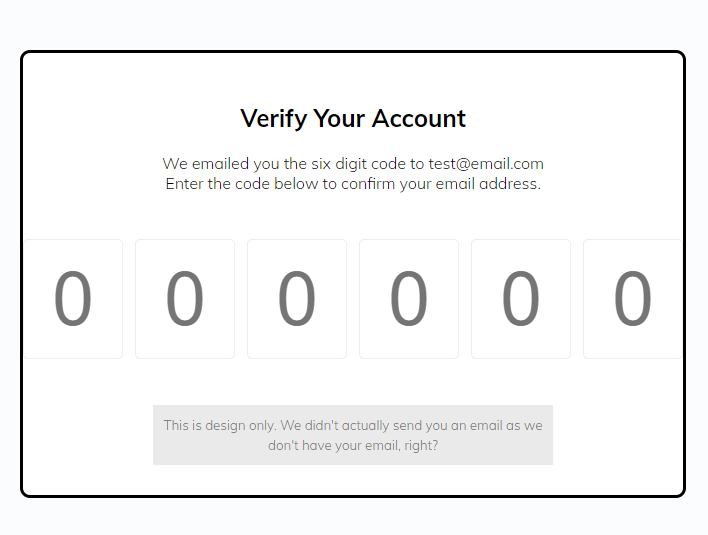 Verify Your Account
We emailed you the six digit code to test@email.com
Enter the code below to confirm your email address.
0 0 0 0 0 0
This is design only. We didn't actually send you an email as we
don't have your email, right?